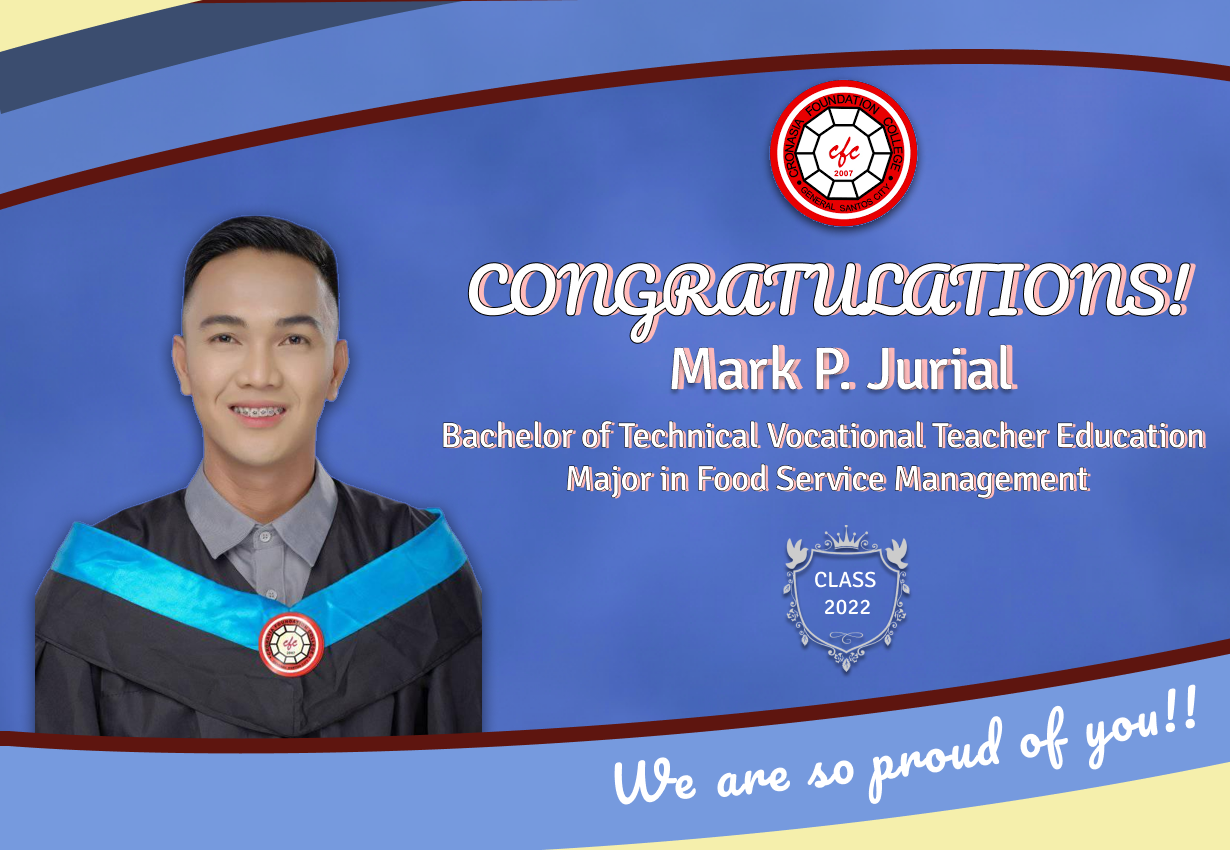 CRONASIA FOUNDATION COLLEGE
cfc
2007
GENERAL SANTOS CITY
CONGRATULATIONS!
Mark P. Jurial
Bachelor of Technical Vocational Teacher Education
Major in Food Service Management
CLASS
2022
cfc
We are so proud of you!!